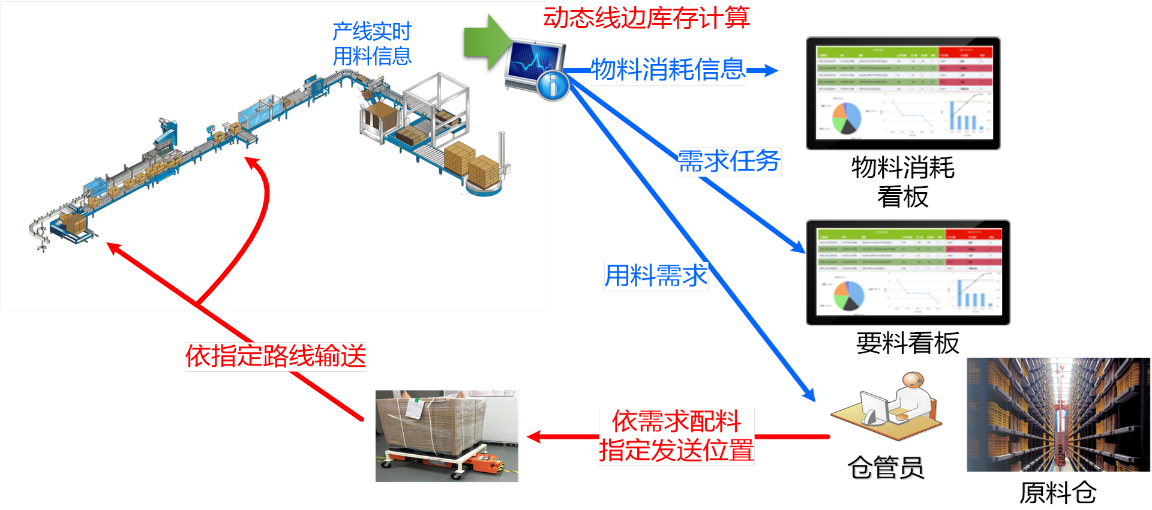 动态线边库存计算
产线实时
用料信息
物料消耗信息
物料消耗
看板
需求任务
用料需求
要料看板
依指定路线输送
依需求配料
指定发送位置
仓管员
原料仓